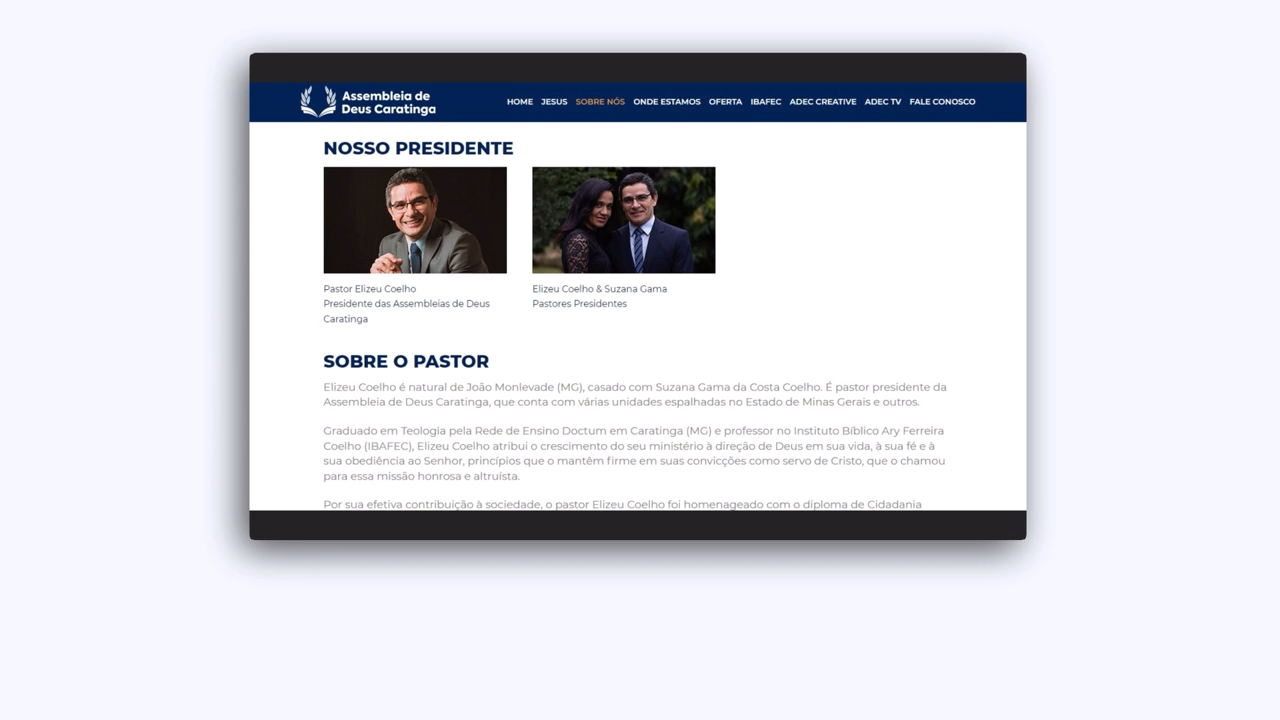 Assembleia de
Deus Caratinga
HOME JESUS SOBRE NÓS ONDE ESTAMOS OFERTA IBAFEC ADEC CREATIVE ADEC TV FALE CONOSCO
NOSSO PRESIDENTE
Pastor Elizeu Coelho
Presidente das Assembleias de Deus
Caratinga
Elizeu Coelho & Suzana Gama
Pastores Presidentes
SOBRE O PASTOR
Elizeu Coelho é natural de João Monlevade (MG), casado com Suzana Gama da Costa Coelho. É pastor presidente da
Assembleia de Deus Caratinga, que conta com várias unidades espalhadas no Estado de Minas Gerais e outros.
Graduado em Teologia pela Rede de Ensino Doctum em Caratinga (MG) e professor no Instituto Bíblico Ary Ferreira
Coelho (IBAFEC), Elizeu Coelho atribui o crescimento do seu ministério à direção de Deus em sua vida, à sua fé e à
sua obediência ao Senhor, princípios que o mantêm firme em suas convicções como servo de Cristo, que o chamou
para essa missão honrosa e altruísta.
Por sua efetiva contribuição à sociedade, o pastor Elizeu Coelho foi homenageado com o diploma de Cidadania